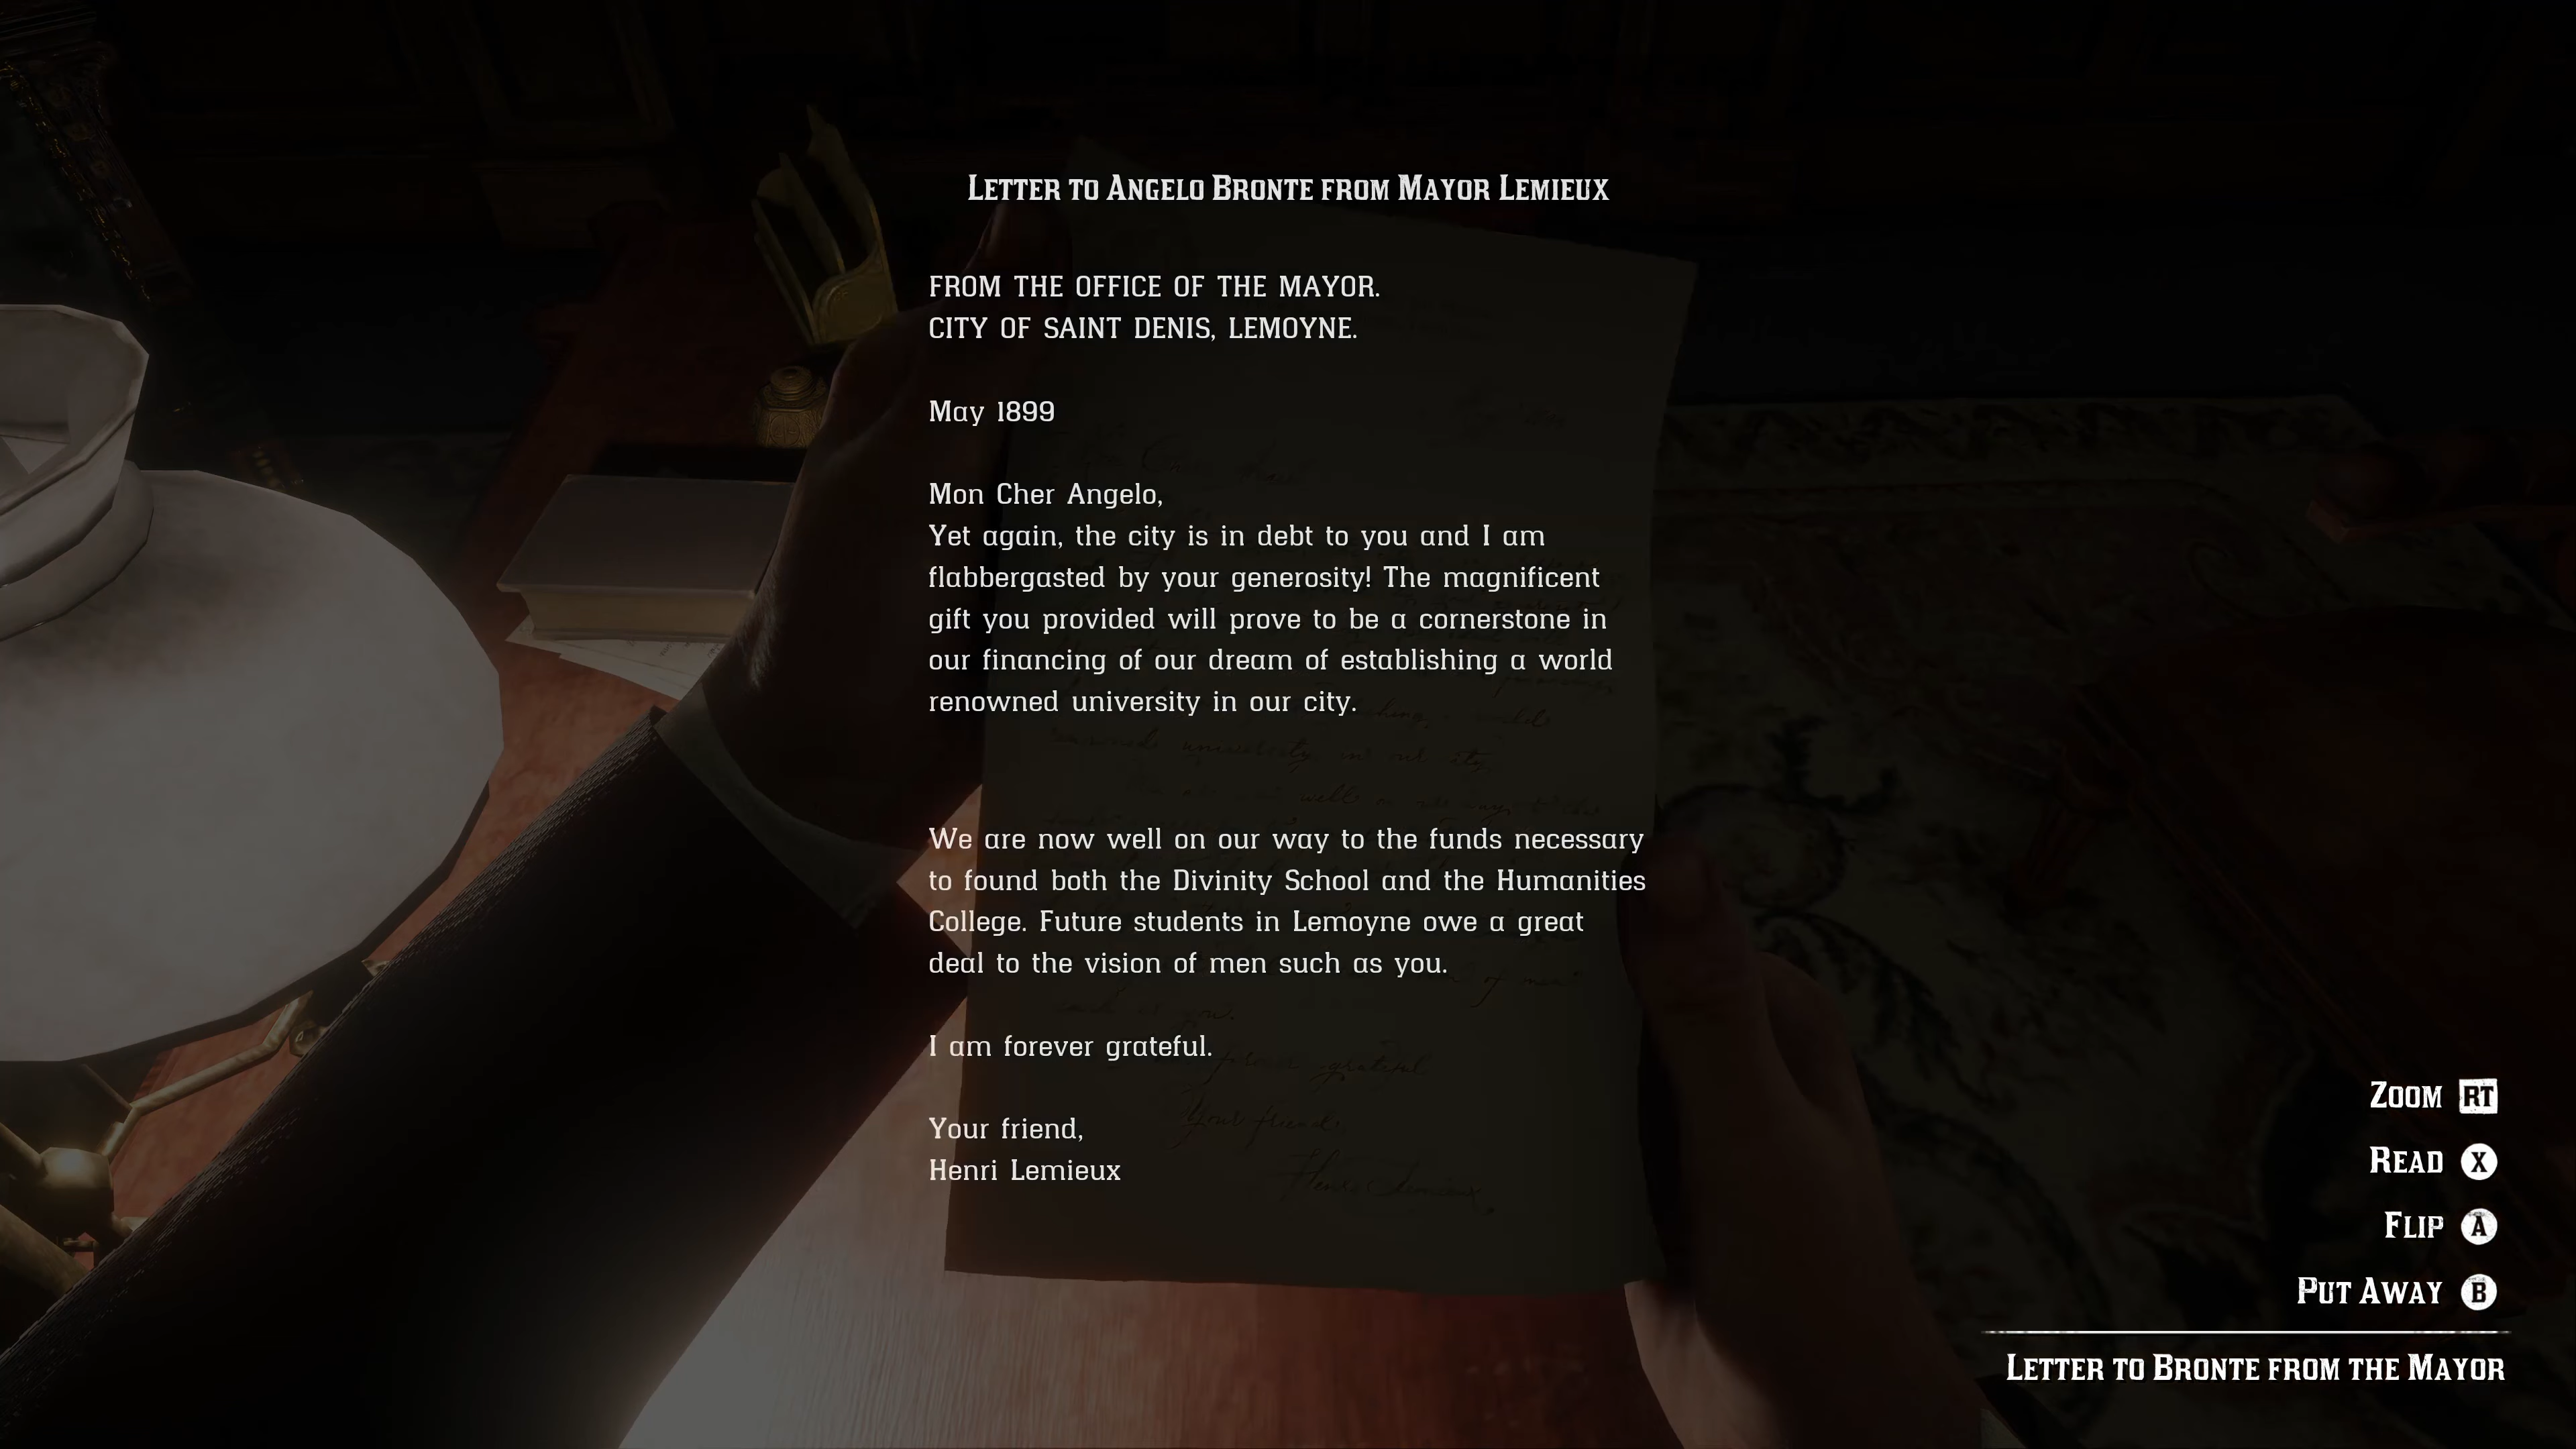 LETTER TO ANGELO BRONTE FROM MAYOR LEMIEUX
FROM THE OFFICE OF THE MAYOR.
CITY OF SAINT DENIS, LEMOYNE.
May 1899
Mon Cher Angelo,
Yet again, the city is in debt to you and I am
flabbergasted by your generosity! The magnificent
gift you provided will prove to be a cornerstone in
our financing of our dream of establishing a world
renowned university in our city.
We are now well on our way to the funds necessary
to found both the Divinity School and the Humanities
College. Future students in Lemoyne owe a great
deal to the vision of men such as you.
I am forever grateful.
Your friend,
Henri Lemieux
ZOOM RT
READ X
FLIP A
PUT AWAY B
LETTER TO BRONTE FROM THE MAYOR